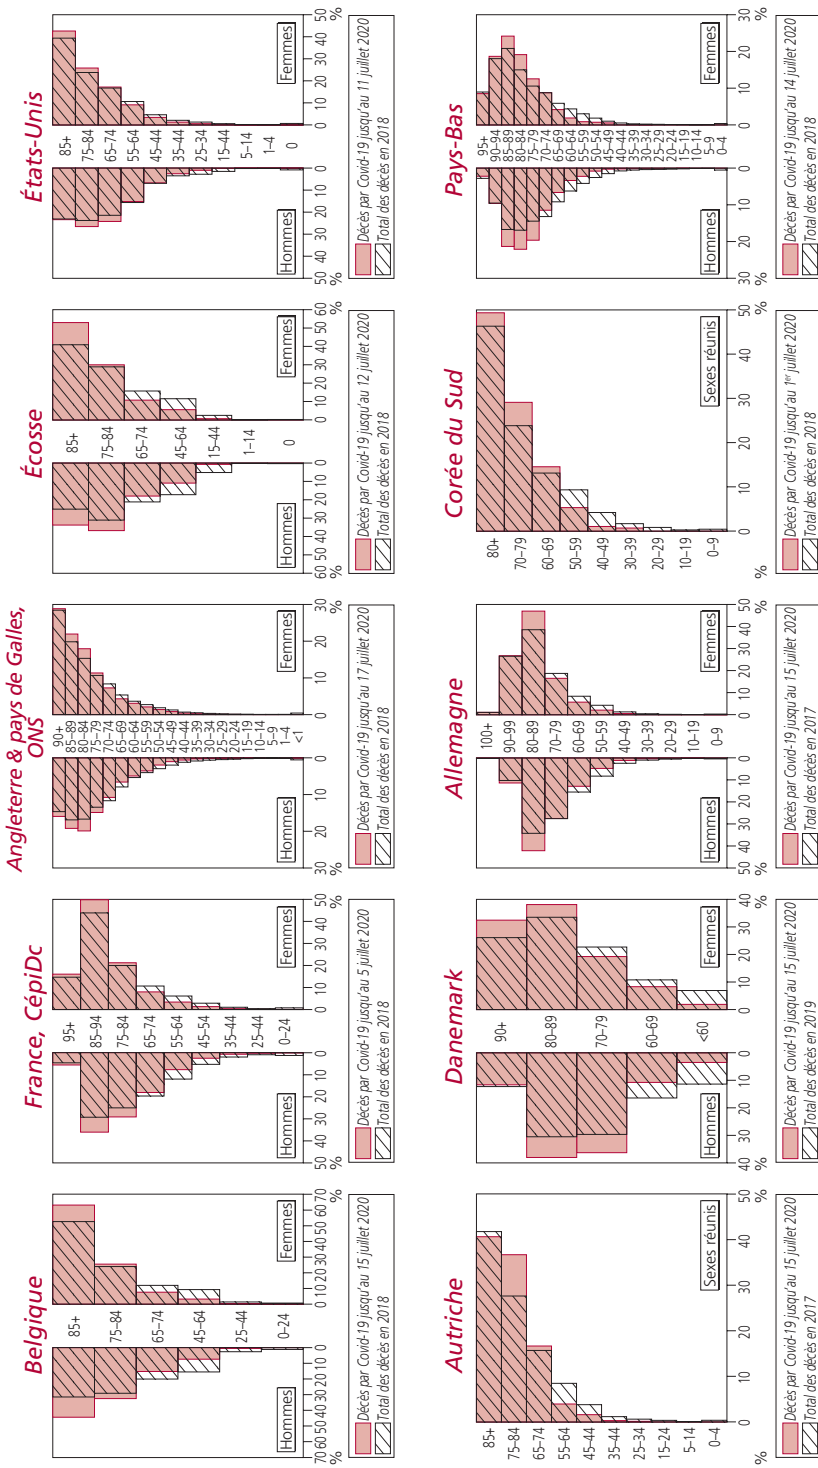 Belgique
85+
75–84
65–74
45–64
25–44
0–24
Hommes
Femmes
70 60 50 40 30 20 10 0
0 10 20 30 40 50 60 70
%
%
Décès par Covid-19 jusqu'au 15 juillet 2020
Total des décès en 2018
France, CépiDc
95+
85–94
75–84
65–74
55–64
45–54
35–44
25–44
0–24
Hommes
Femmes
50 40 30 20 10 0
0 10 20 30 40 50
%
%
Décès par Covid-19 jusqu'au 5 juillet 2020
Total des décès en 2018
Angleterre & pays de Galles,
ONS
90+
85–89
80–84
75–79
70–74
65–69
60–64
55–59
50–54
45–49
40–44
35–39
30–34
25–29
20–24
15–19
10–14
5–9
1–4
<1
Hommes
Femmes
30 20 10 0
0 10 20 30
%
%
Décès par Covid-19 jusqu'au 17 juillet 2020
Total des décès en 2018
Écosse
85+
75–84
65–74
45–64
15–44
1–14
0
Hommes
Femmes
60 50 40 30 20 10 0
0 10 20 30 40 50 60
%
%
Décès par Covid-19 jusqu'au 12 juillet 2020
Total des décès en 2018
États-Unis
85+
75–84
65–74
55–64
45–44
35–44
25–34
15–44
5–14
1–4
0
Hommes
Femmes
50 40 30 20 10 0
0 10 20 30 40 50
%
%
Décès par Covid-19 jusqu'au 11 juillet 2020
Total des décès en 2018
Autriche
85+
75–84
65–74
55–64
45–44
35–44
25–34
15–24
5–14
0–4
Sexes réunis
0 10 20 30 40 50
%
%
Décès par Covid-19 jusqu'au 15 juillet 2020
Total des décès en 2017
Danemark
90+
80–89
70–79
60–69
<60
Hommes
Femmes
40 30 20 10 0
0 10 20 30 40
%
%
Décès par Covid-19 jusqu'au 15 juillet 2020
Total des décès en 2019
Allemagne
100+
90–99
80–89
70–79
60–69
50–59
40–49
30–39
20–29
10–19
0–9
Hommes
Femmes
50 40 30 20 10 0
0 10 20 30 40 50
%
%
Décès par Covid-19 jusqu'au 15 juillet 2020
Total des décès en 2017
Corée du Sud
80+
70–79
60–69
50–59
40–49
30–39
20–29
10–19
0–9
Sexes réunis
0 10 20 30 40 50
%
%
Décès par Covid-19 jusqu'au 1er juillet 2020
Total des décès en 2018
Pays-Bas
95+
90–94
85–89
80–84
75–79
70–74
65–69
60–64
55–59
50–54
45–49
40–44
35–39
30–34
25–29
20–24
15–19
10–14
5–9
0–4
Hommes
Femmes
30 20 10 0
0 10 20 30
%
%
Décès par Covid-19 jusqu'au 14 juillet 2020
Total des décès en 2018